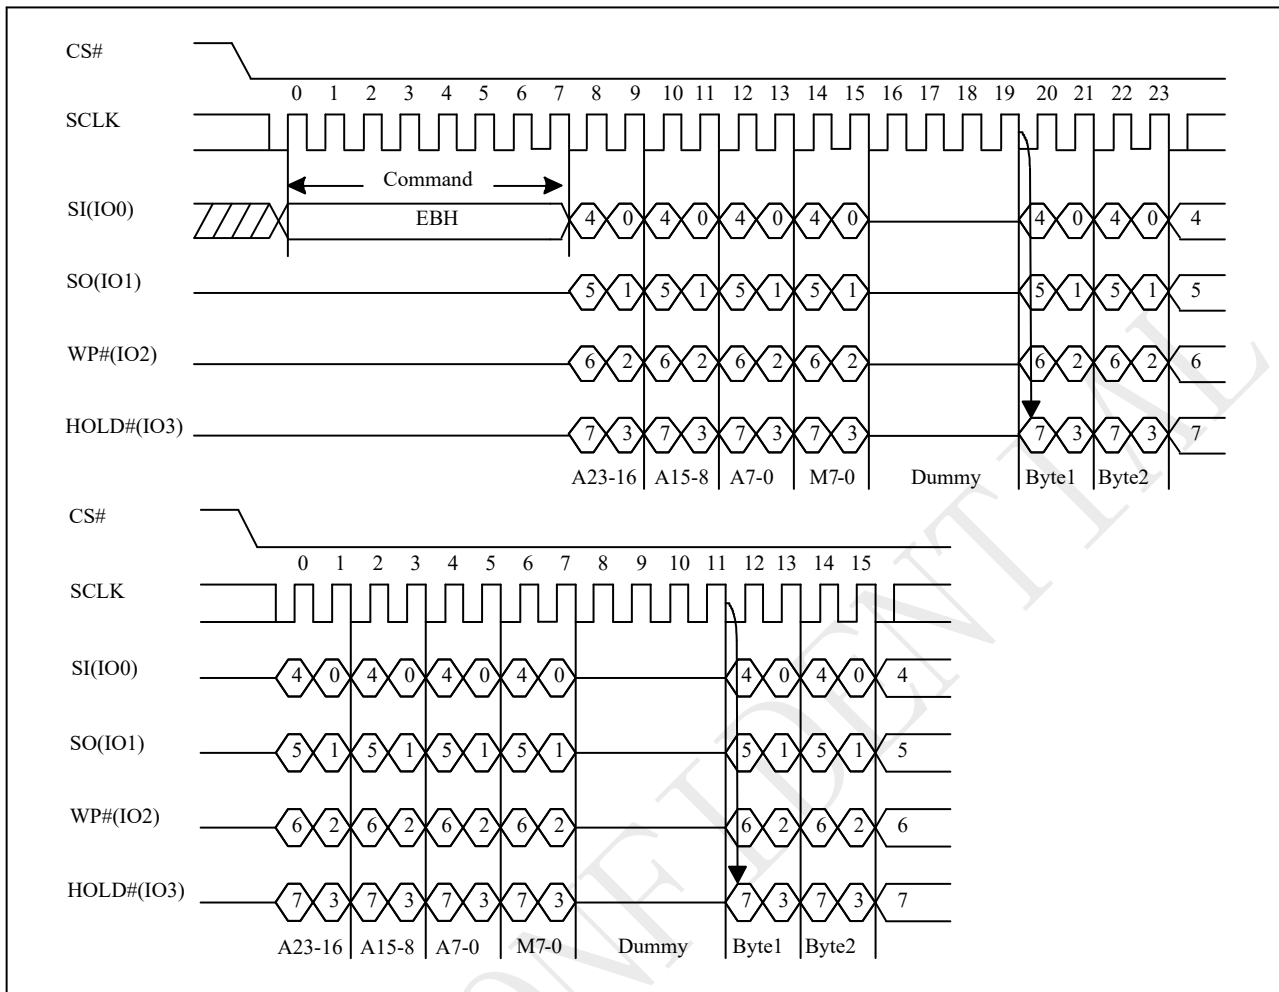 CS#
0 1 2 3 4 5 6 7 8 9 10 11 12 13 14 15 16 17 18 19 20 21 22 23
SCLK
Command
SI(IO0) EBH 4 0 4 0 4 0 4 0 4 0 4 0 4
SO(IO1) 5 1 5 1 5 1 5 1 5 1 5 1 5
WP#(IO2) 6 2 6 2 6 2 6 2 6 2 6 2 6
HOLD#(IO3) 7 3 7 3 7 3 7 3 7 3 7 3 7
A23-16 A15-8 A7-0 M7-0 Dummy Byte1 Byte2
CS#
0 1 2 3 4 5 6 7 8 9 10 11 12 13 14 15
SCLK
SI(IO0) 4 0 4 0 4 0 4 0 4 0 4 0 4
SO(IO1) 5 1 5 1 5 1 5 1 5 1 5 1 5
WP#(IO2) 6 2 6 2 6 2 6 2 6 2 6 2 6
HOLD#(IO3) 7 3 7 3 7 3 7 3 7 3 7 3 7
A23-16 A15-8 A7-0 M7-0 Dummy Byte1 Byte2
ONFIDENTIAL